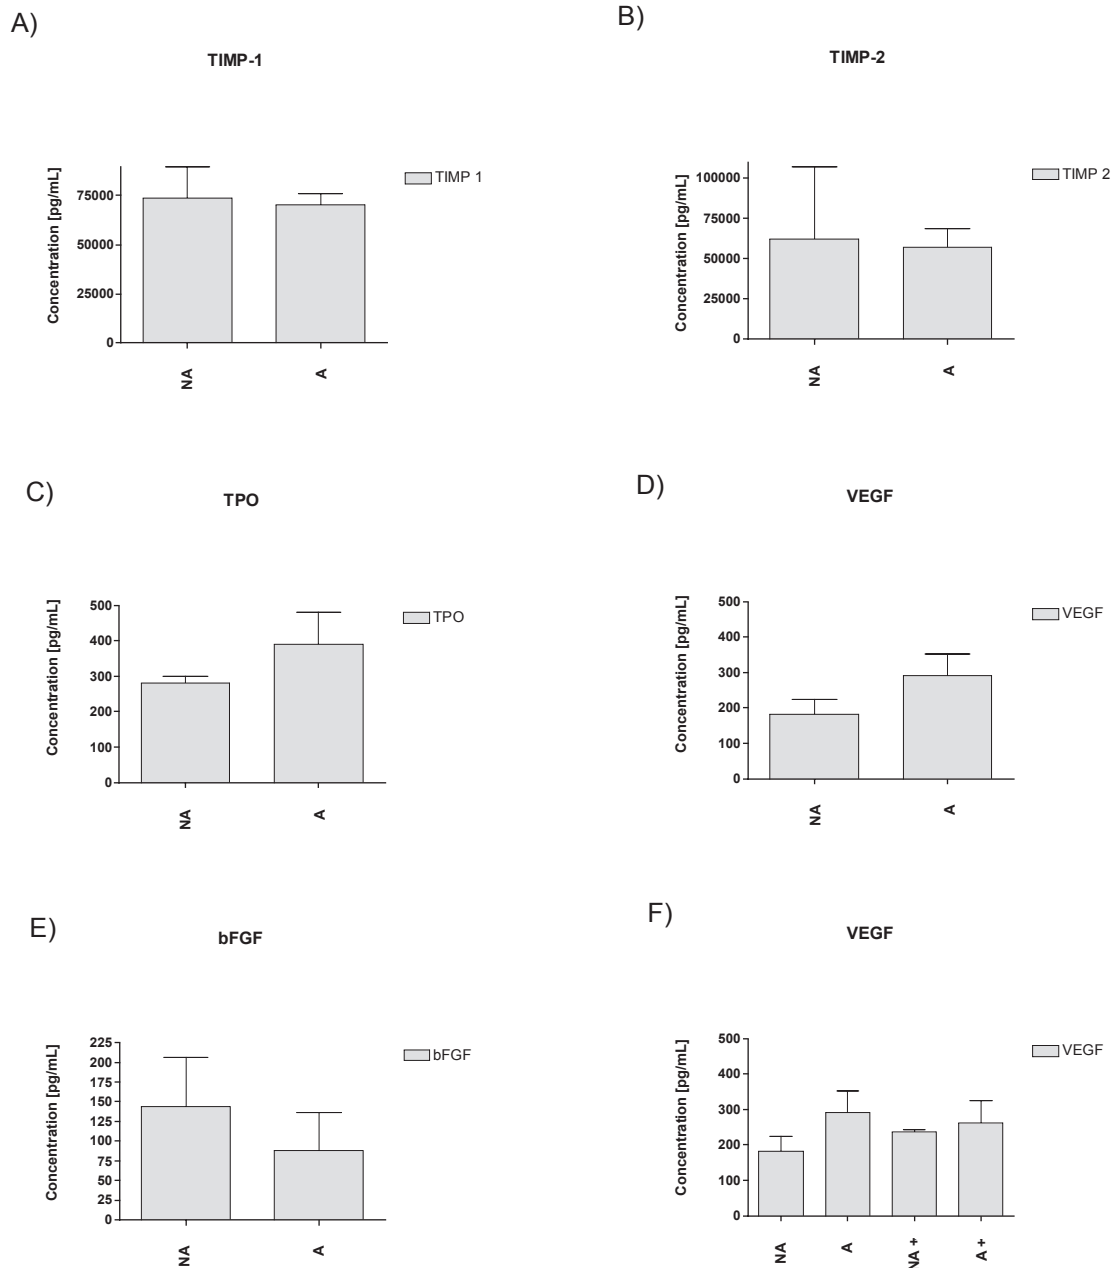 A)
TIMP-1
Concentration [pg/mL]
75000
50000
25000
0
NA
A
TIMP 1
B)
TIMP-2
Concentration [pg/mL]
100000
75000
50000
25000
0
NA
A
TIMP 2
C)
TPO
Concentration [pg/mL]
500
400
300
200
100
0
NA
A
TPO
D)
VEGF
Concentration [pg/mL]
500
400
300
200
100
0
NA
A
VEGF
E)
bFGF
Concentration [pg/mL]
225
200
175
150
125
100
75
50
25
0
NA
A
bFGF
F)
VEGF
Concentration [pg/mL]
500
400
300
200
100
0
NA
A
NA +
A +
VEGF